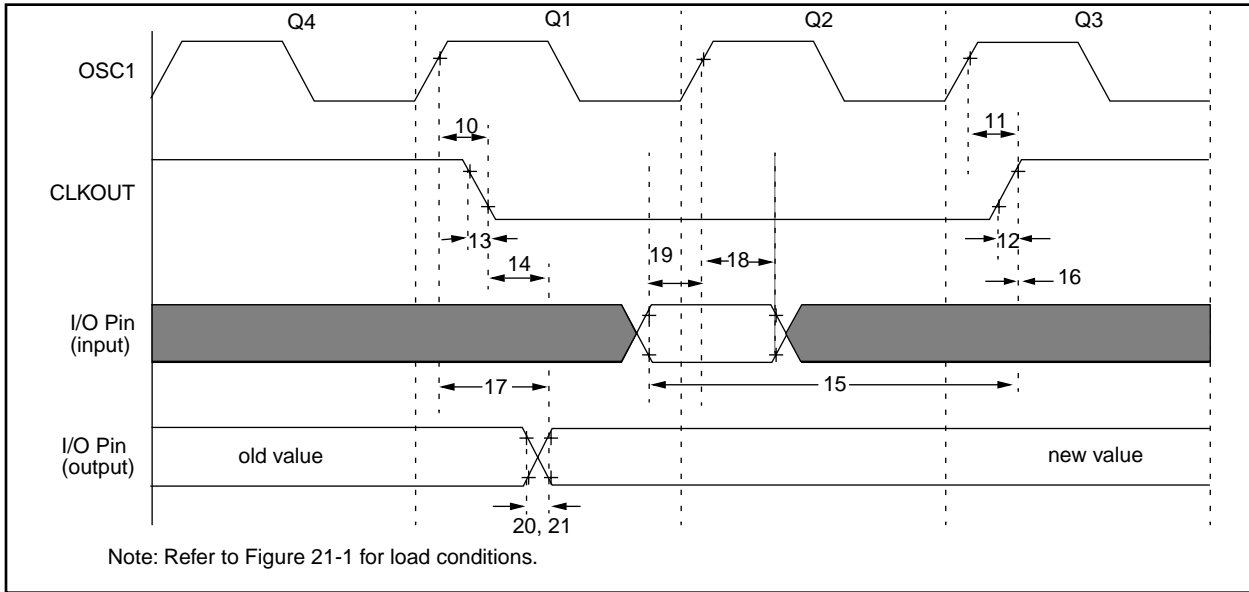 Q4 Q1 Q2 Q3
OSC1
10
11
CLKOUT
13
12
14
19
18
16
I/O Pin
(input)
17
15
I/O Pin
(output)
old value
new value
20, 21
Note: Refer to Figure 21-1 for load conditions.